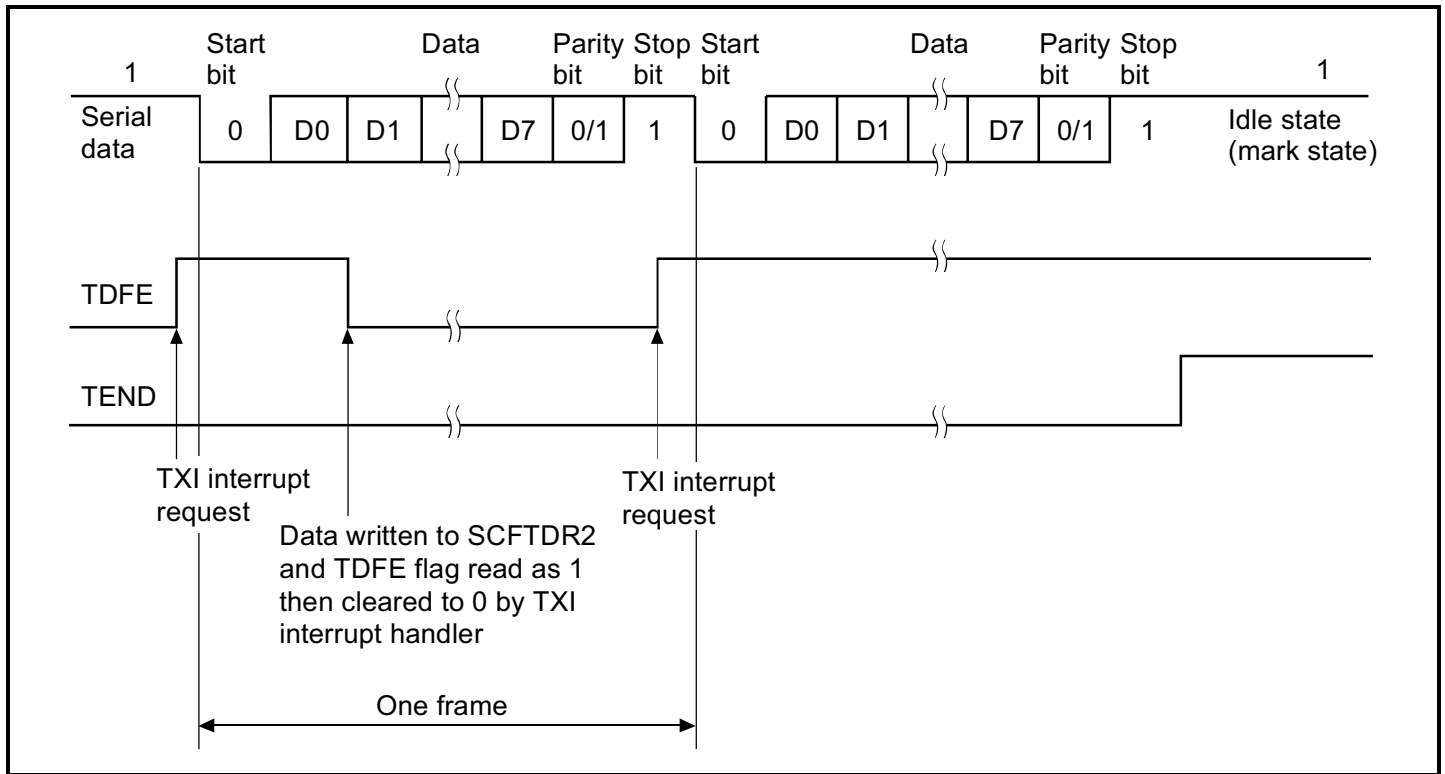 Start Data Parity Stop Start Data Parity Stop
1 bit bit bit bit bit bit 1
Serial
data
0 D0 D1 D7 0/1 1 0 D0 D1 D7 0/1 1
Idle state
(mark state)
TDFE
TEND
TXI interrupt
request
Data written to SCFTDR2
and TDFE flag read as 1
then cleared to 0 by TXI
interrupt handler
TXI interrupt
request
One frame